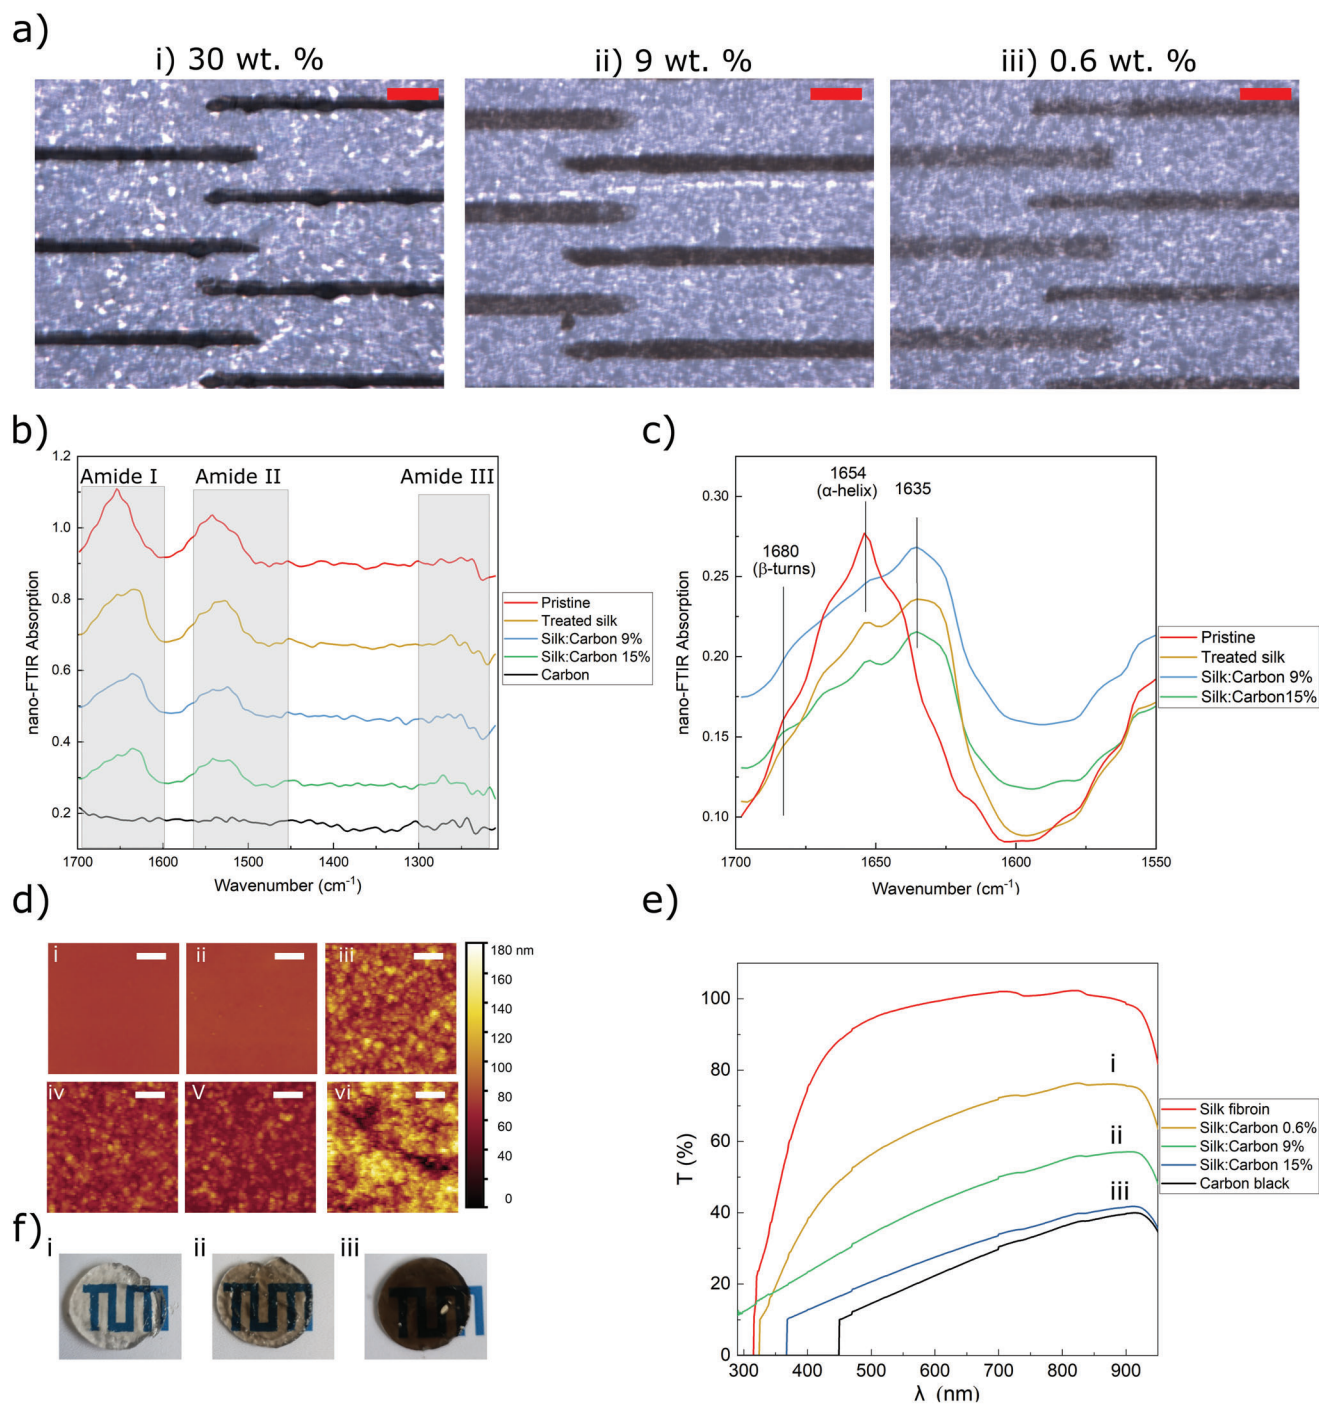 a)
i) 30 wt. %
ii) 9 wt. %
iii) 0.6 wt. %
b)
1.2
1.0
0.8
0.6
0.4
0.2
nano-FTIR Absorption
Amide I
Amide II
Amide III
1700
1600
1500
1400
1300
Wavenumber (cm⁻¹)
Pristine
Treated silk
Silk:Carbon 9%
Silk:Carbon 15%
Carbon
c)
0.30
0.25
0.20
0.15
0.10
nano-FTIR Absorption
1680
(β-turns)
1654
(α-helix)
1635
1700
1650
1600
1550
Wavenumber (cm⁻¹)
Pristine
Treated silk
Silk:Carbon 9%
Silk:Carbon15%
d)
i
ii
iii
iv
V
vi
180 nm
160
140
120
100
80
60
40
20
0
e)
100
80
60
40
20
0
T (%)
i
ii
iii
300
400
500
600
700
800
900
λ (nm)
Silk fibroin
Silk:Carbon 0.6%
Silk:Carbon 9%
Silk:Carbon 15%
Carbon black
f)
i
ii
iii